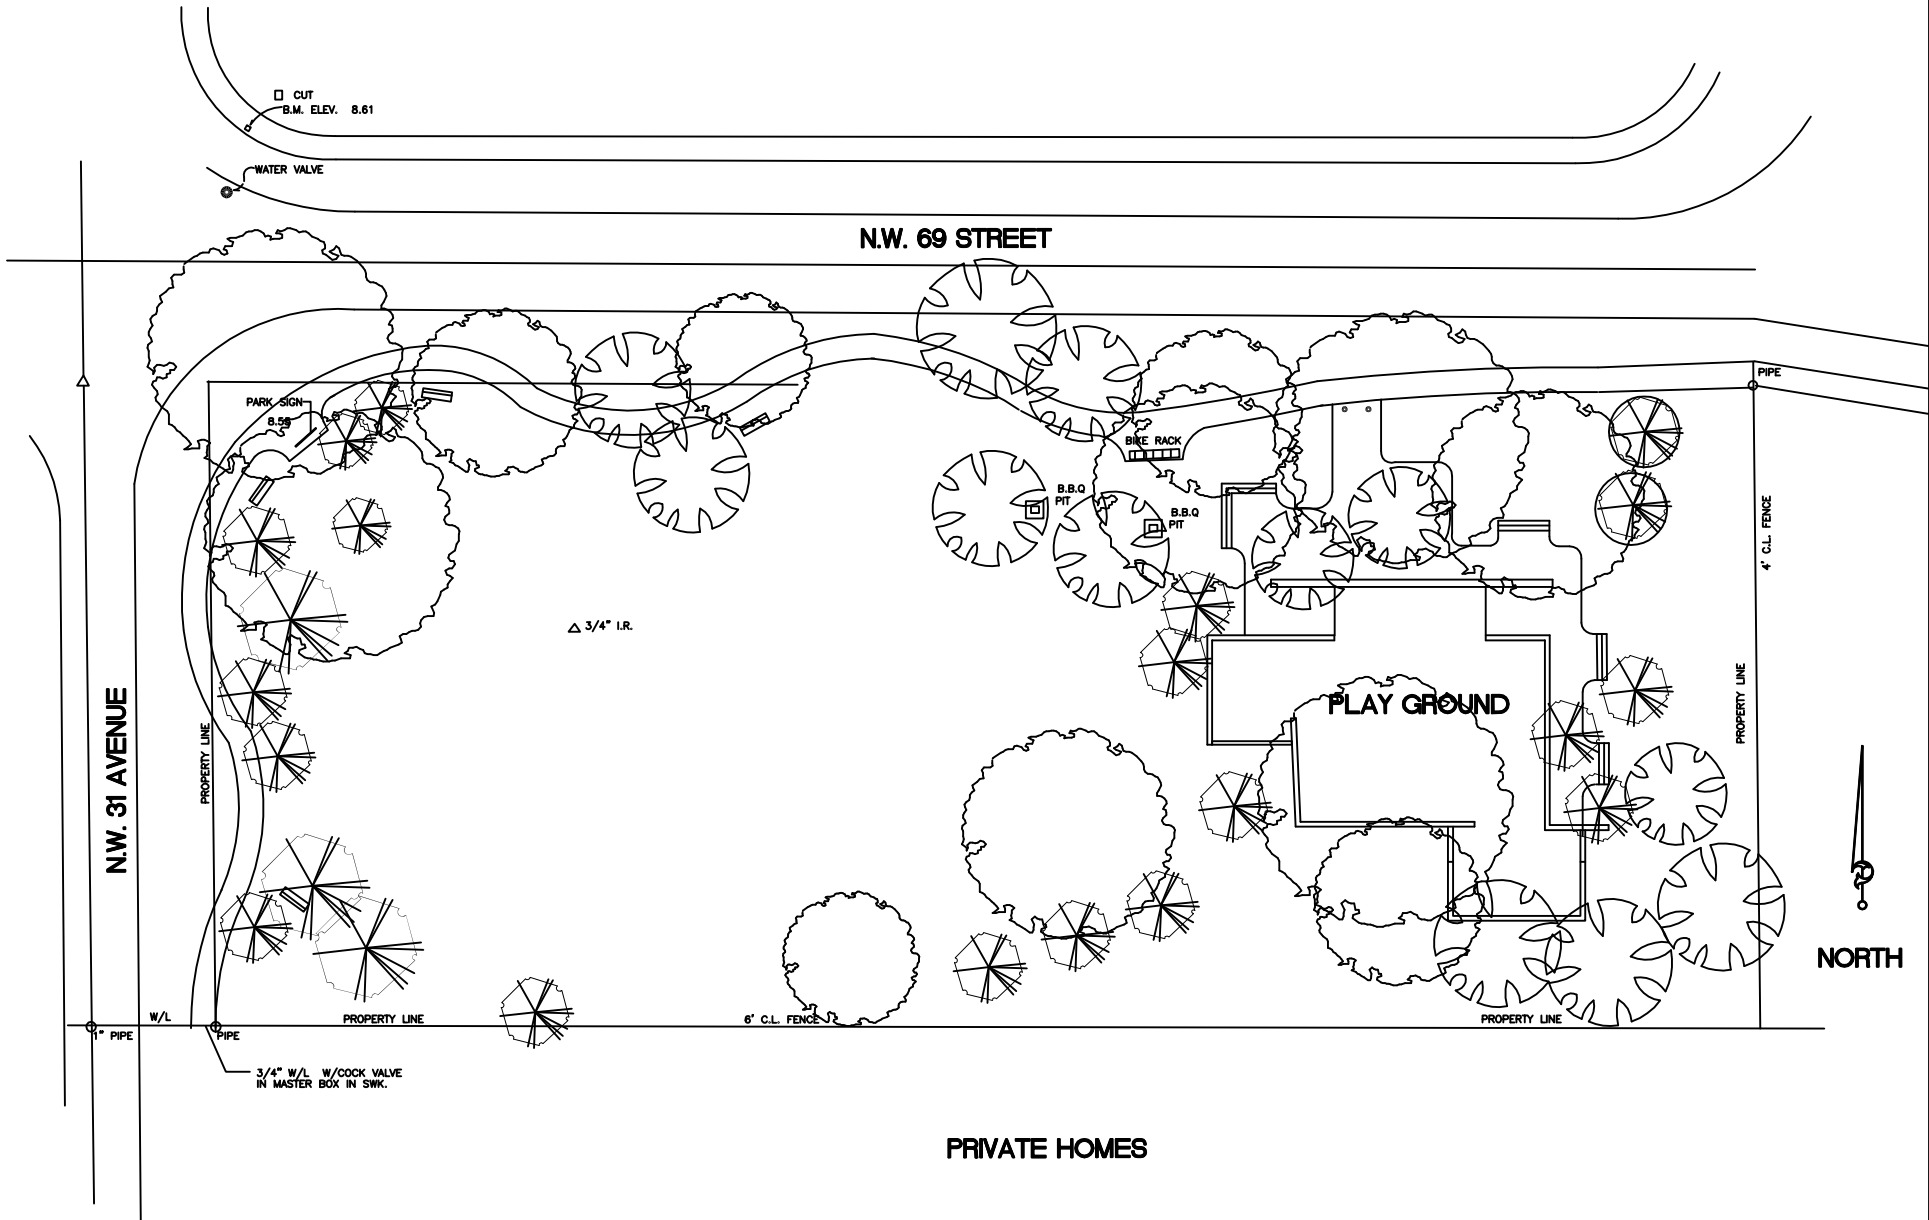 CUT
B.M. ELEV. 8.61
WATER VALVE
N.W. 69 STREET
PIPE
PARK SIGN
8.55
BIKE RACK
B.B.Q
PIT
B.B.Q
PIT
4' C.L. FENCE
3/4" I.R.
PROPERTY LINE
PLAY GROUND
N.W. 31 AVENUE
PROPERTY LINE
NORTH
W/L
PROPERTY LINE
6' C.L. FENCE
PROPERTY LINE
1" PIPE
PIPE
3/4" W/L W/COCK VALVE
IN MASTER BOX IN SWK.
PRIVATE HOMES